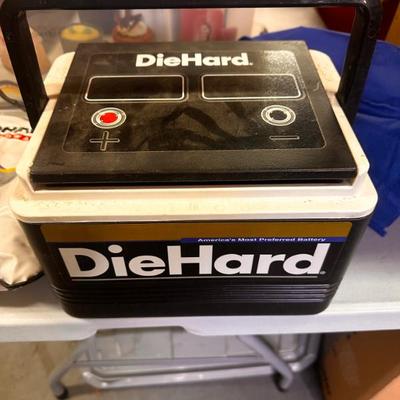 DieHard®
+ −
America's Most Preferred Battery
DieHard®